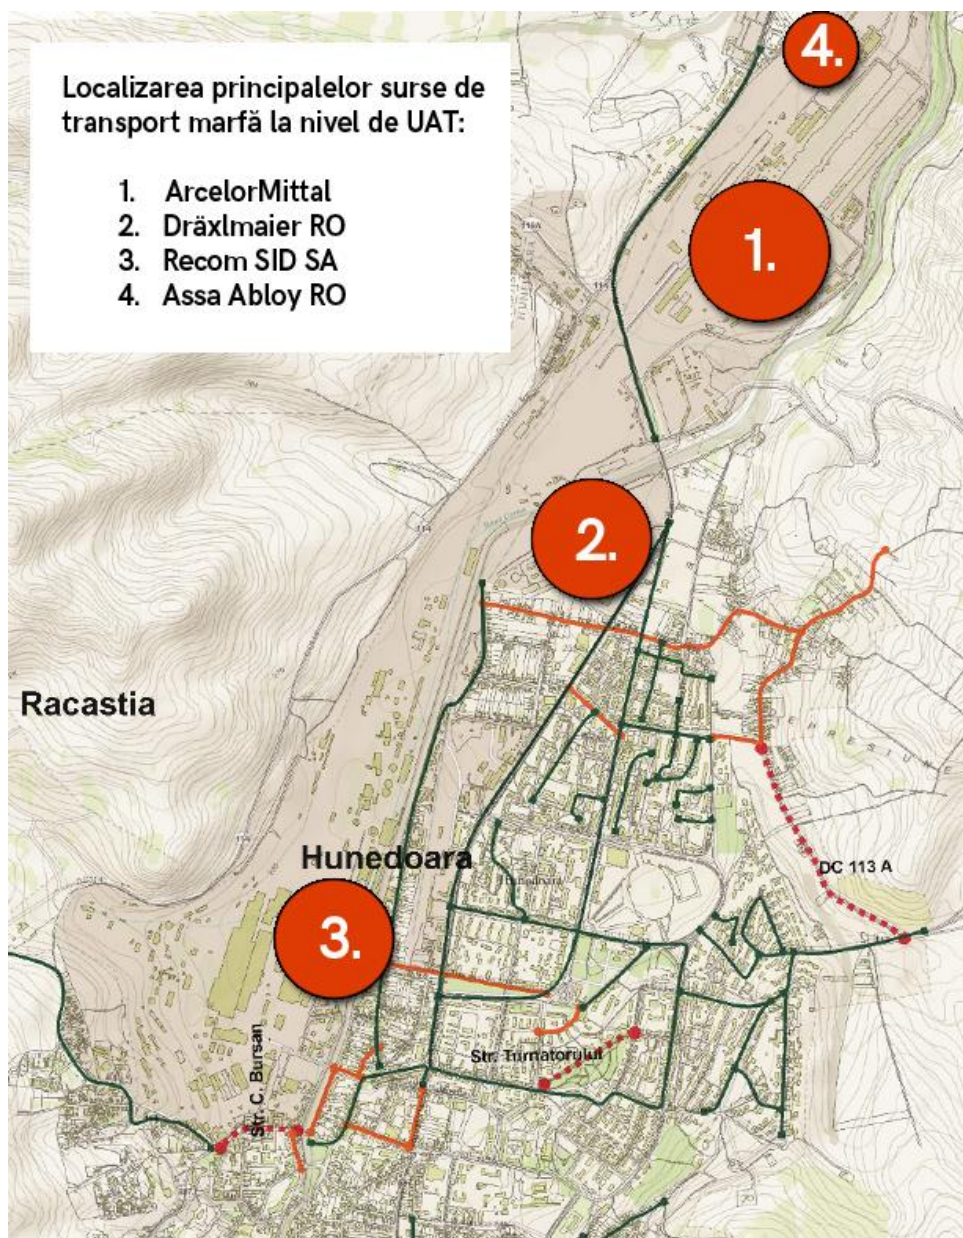 Localizarea principalelor surse de
transport marfă la nivel de UAT:
1. ArcelorMittal
2. Dräxlmaier RO
3. Recom SID SA
4. Assa Abloy RO
4.
1.
2.
Racastia
Hunedoara
Hunedoara
DC 113 A
3.
Str. Turnatorului
Str. C. Bursan